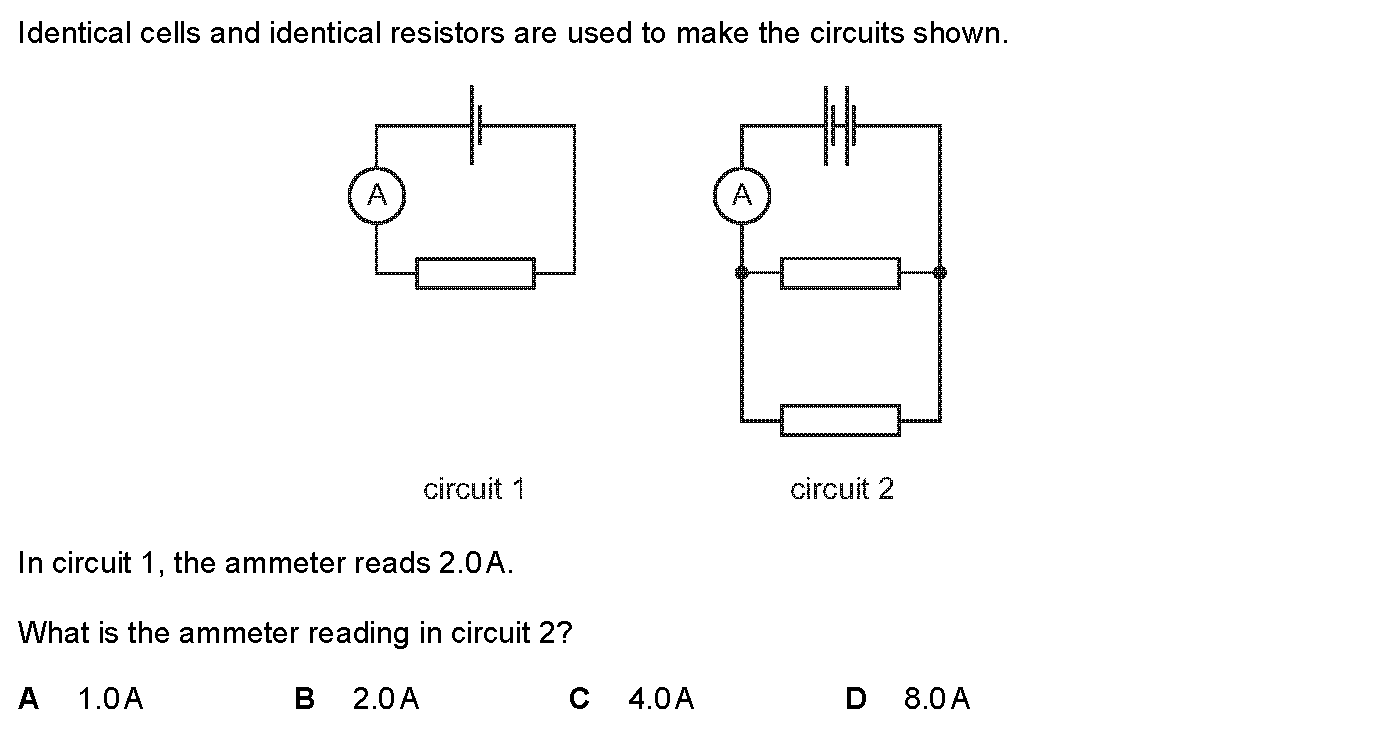 Identical cells and identical resistors are used to make the circuits shown.
A A
circuit 1 circuit 2
In circuit 1, the ammeter reads 2.0 A.
What is the ammeter reading in circuit 2?
A 1.0 A B 2.0 A C 4.0 A D 8.0 A